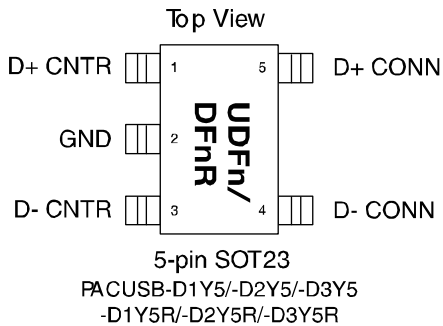 Top View
D+ CNTR 1 5 D+ CONN
GND 2
D- CNTR 3 4 D- CONN
UDFn/
DFnR
5-pin SOT23
PACUSB-D1Y5/-D2Y5/-D3Y5
-D1Y5R/-D2Y5R/-D3Y5R